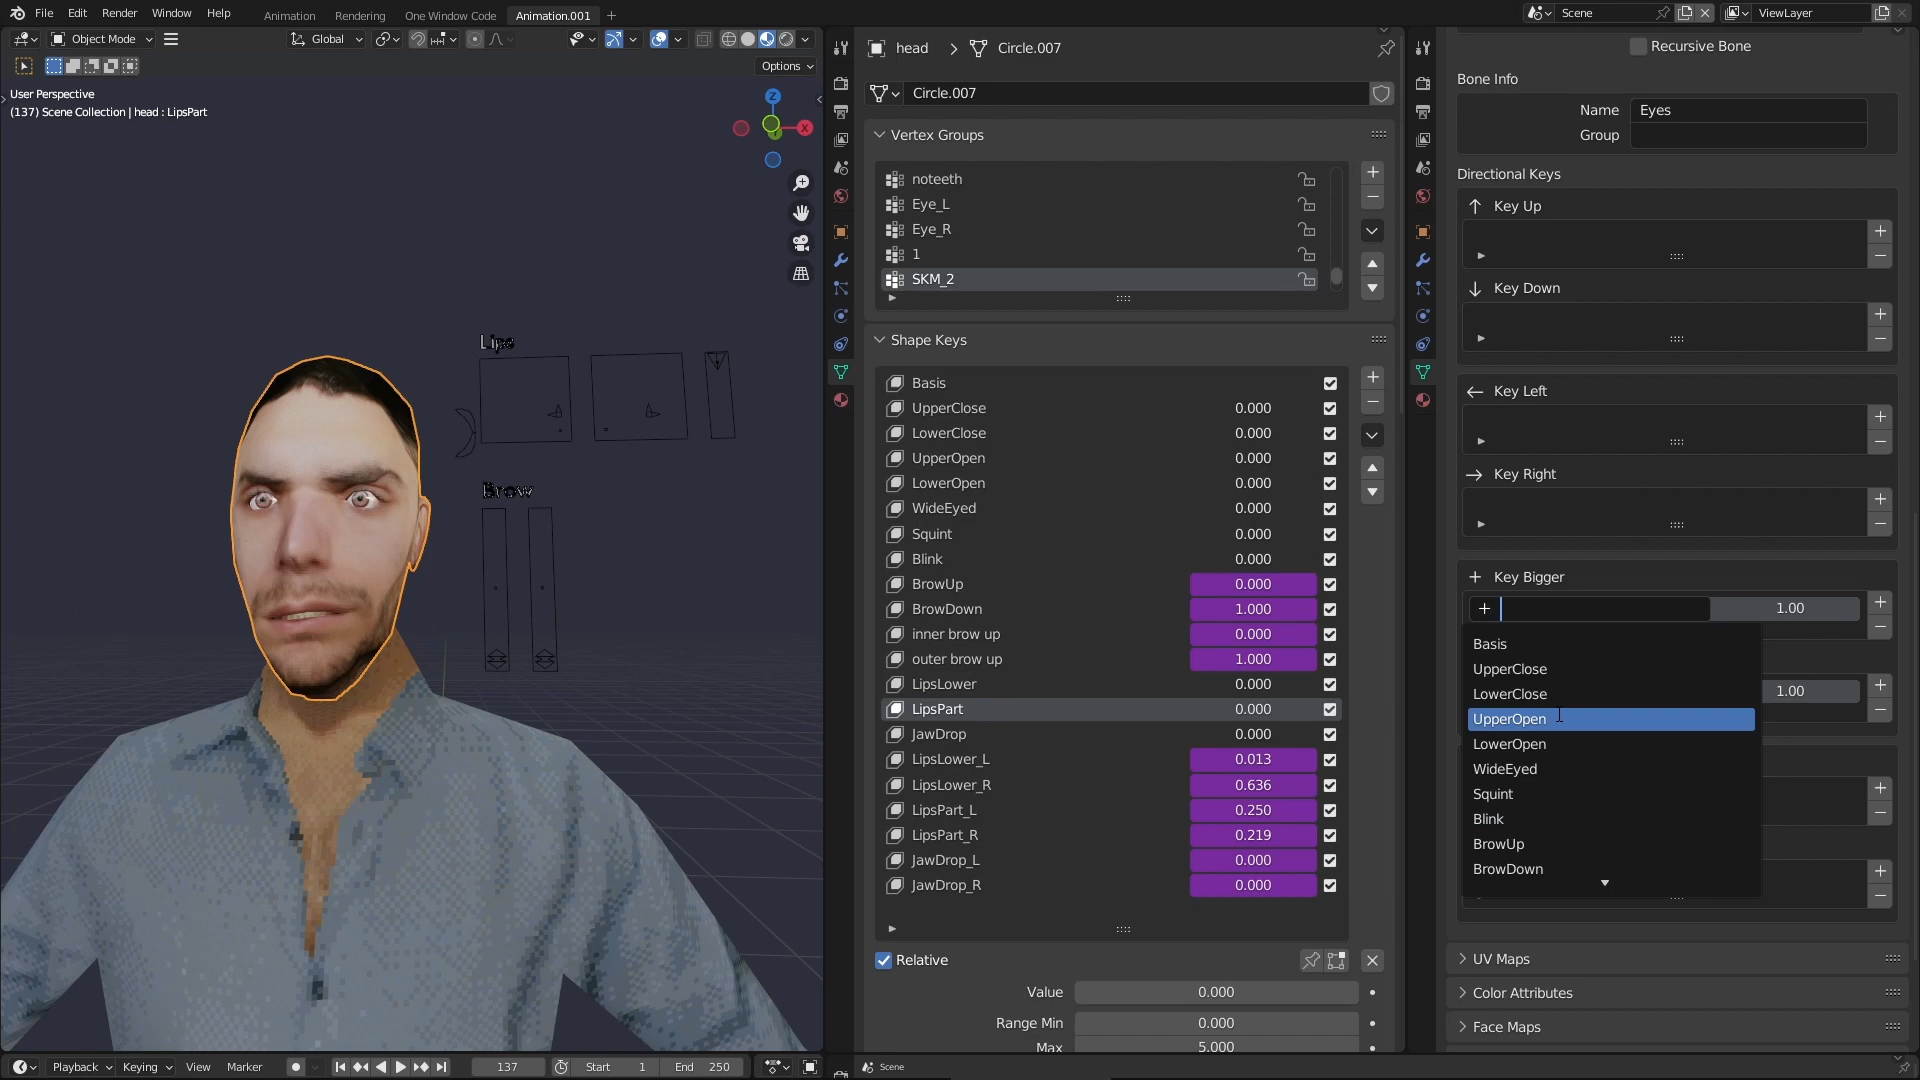 File Edit Render Window Help Animation Rendering One Window Code Animation.001 + Scene ViewLayer
Object Mode Global
Options
User Perspective
(137) Scene Collection | head : LipsPart
Z
X
Lips
Brow
head > Circle.007
Circle.007
Vertex Groups
noteeth
Eye_L
Eye_R
1
SKM_2
Shape Keys
Basis
UpperClose 0.000
LowerClose 0.000
UpperOpen 0.000
LowerOpen 0.000
WideEyed 0.000
Squint 0.000
Blink 0.000
BrowUp 0.000
BrowDown 1.000
inner brow up 0.000
outer brow up 1.000
LipsLower 0.000
LipsPart 0.000
JawDrop 0.000
LipsLower_L 0.013
LipsLower_R 0.636
LipsPart_L 0.250
LipsPart_R 0.219
JawDrop_L 0.000
JawDrop_R 0.000
Relative
Value 0.000
Range Min 0.000
Max 5.000
Recursive Bone
Bone Info
Name Eyes
Group
Directional Keys
Key Up
Key Down
Key Left
Key Right
Key Bigger
1.00
Basis
UpperClose
LowerClose 1.00
UpperOpen
LowerOpen
WideEyed
Squint
Blink
BrowUp
BrowDown
UV Maps
Color Attributes
Face Maps
Playback Keying View Marker 137 Start 1 End 250 Scene